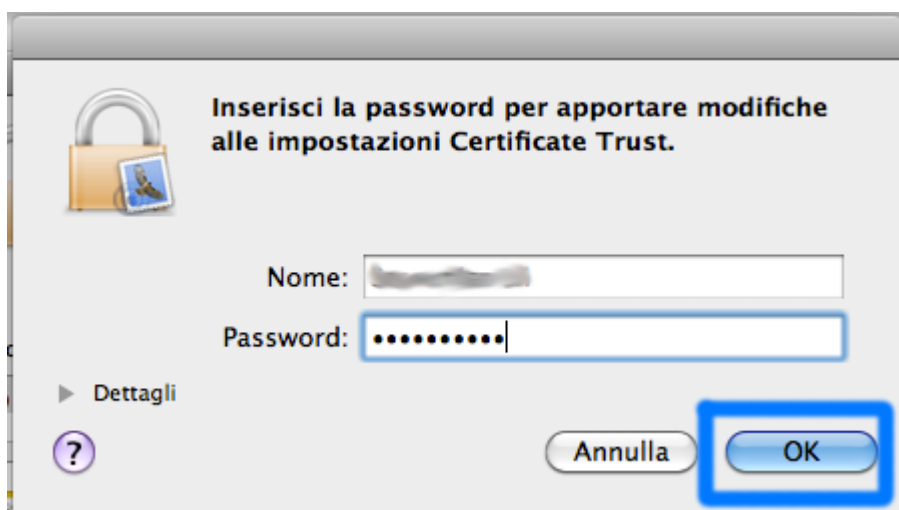 Inserisci la password per apportare modifiche
alle impostazioni Certificate Trust.
Nome:
Password: ••••••••••
Dettagli
?
Annulla
OK